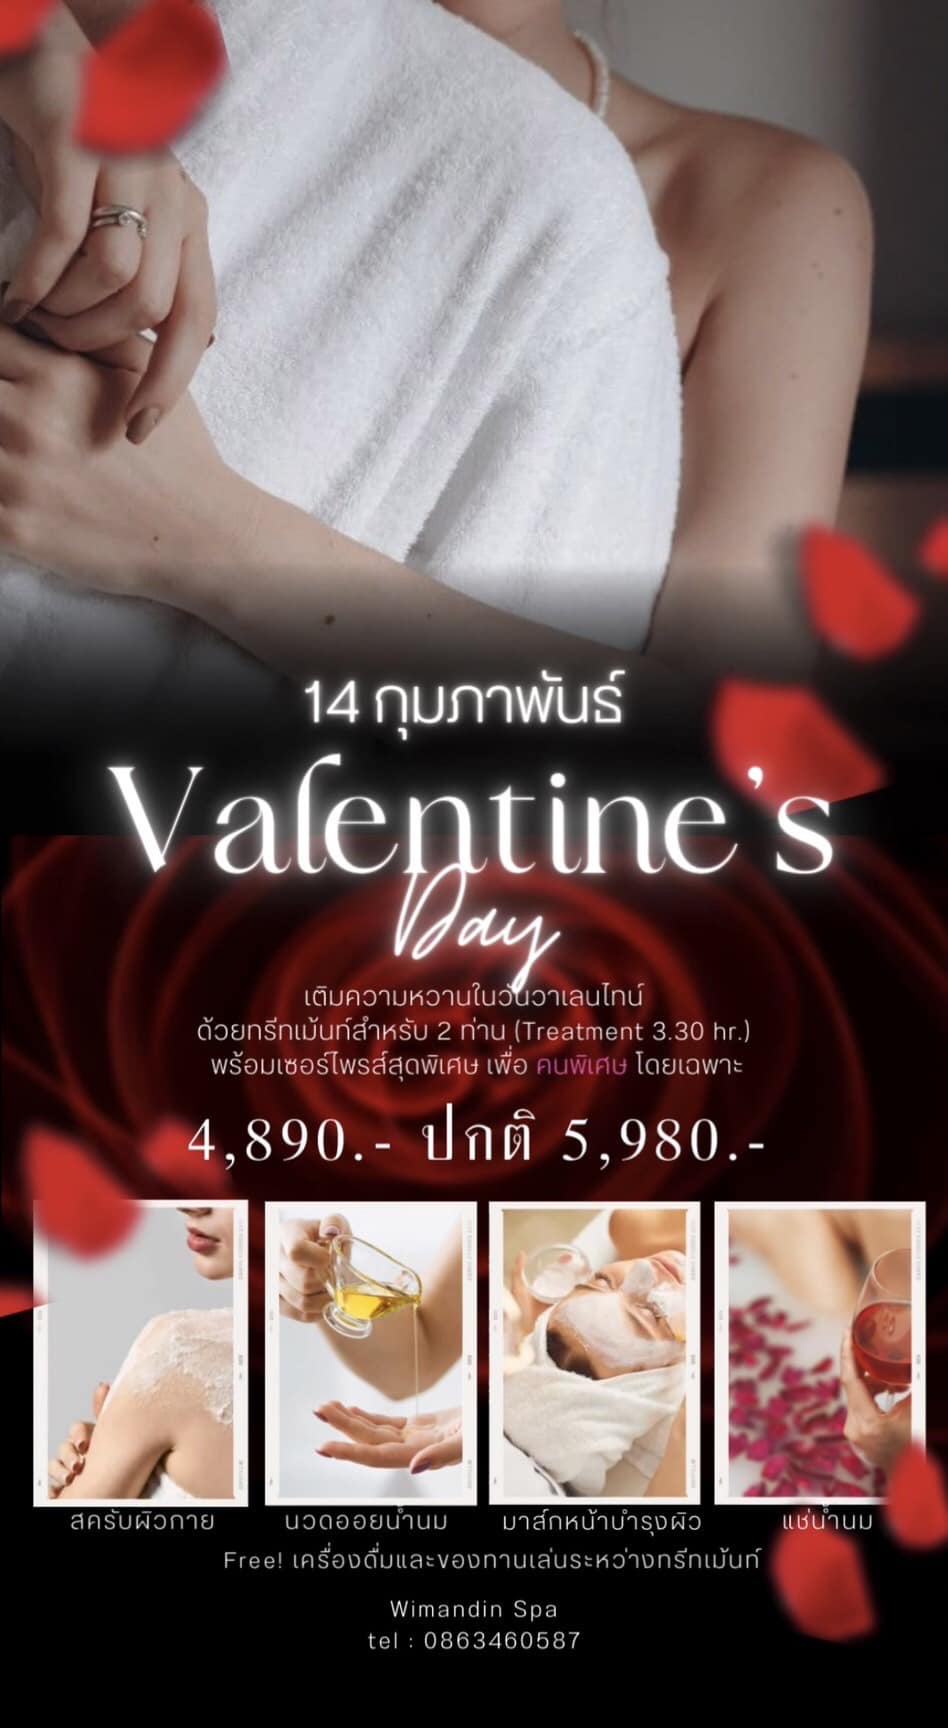 14 กุมภาพันธ์
Valentine's
Day
เติมความหวานในวันวาเลนไทน์
ด้วยทรีทเม้นท์สำหรับ 2 ท่าน (Treatment 3.30 hr.)
พร้อมเซอร์ไพรส์สุดพิเศษ เพื่อ คนพิเศษ โดยเฉพาะ
4,890.- ปกติ 5,980.-
สครับผิวกาย
นวดออยน้ำนม
มาส์กหน้าบำรุงผิว
แช่น้ำนม
Free! เครื่องดื่มและของทานเล่นระหว่างทรีทเม้นท์
Wimandin Spa
tel : 0863460587